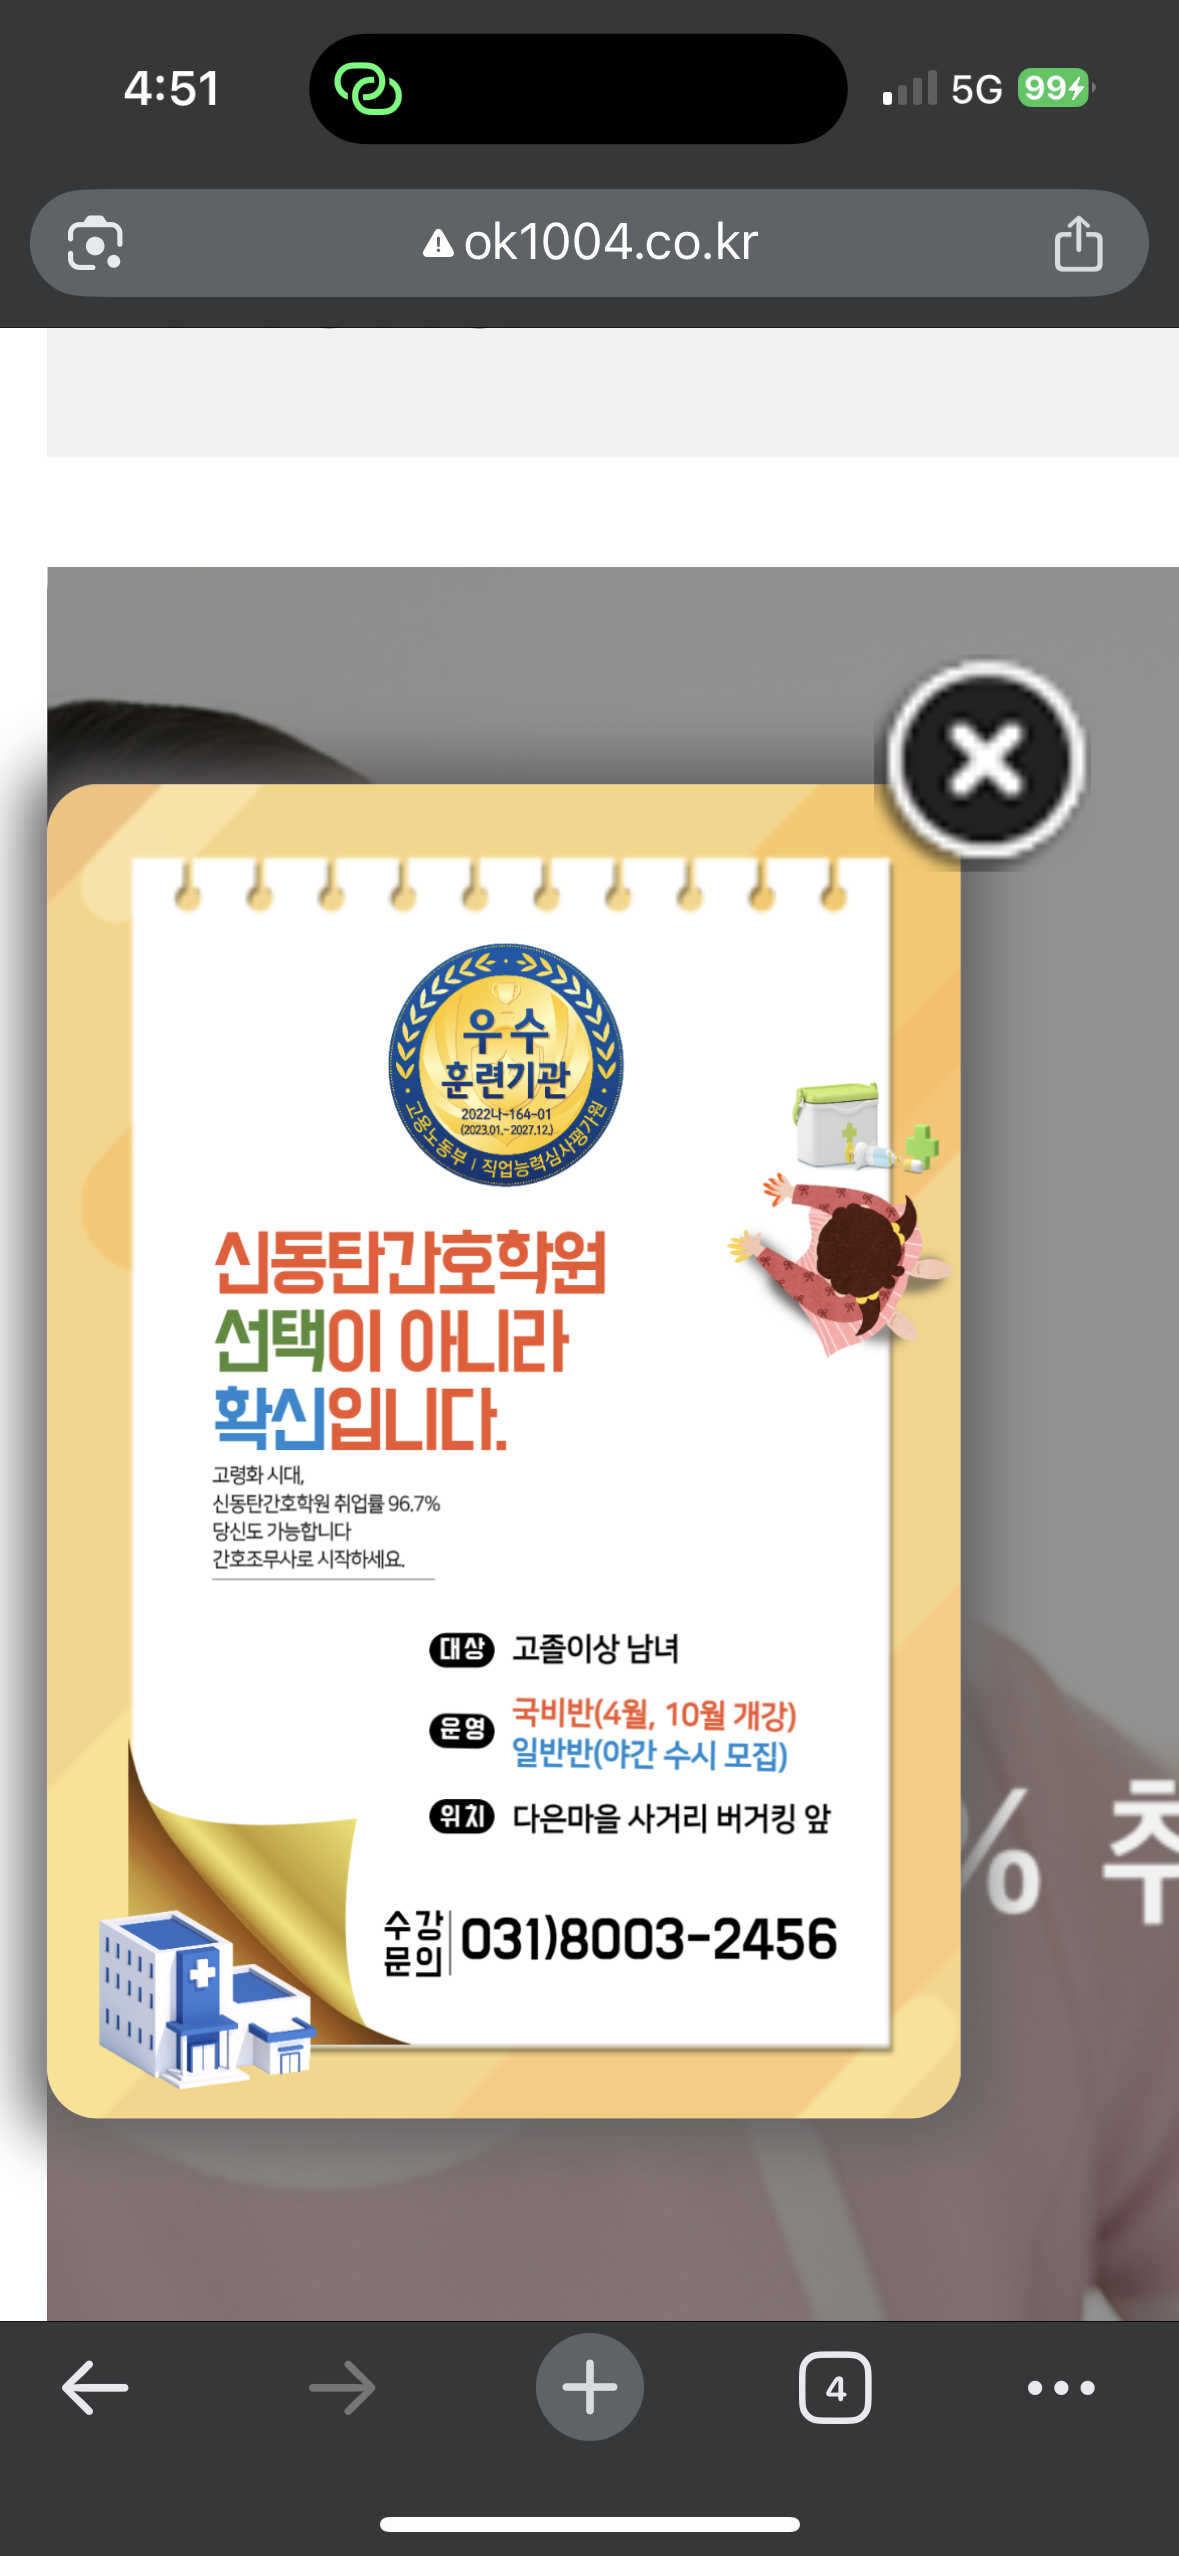 4:51
5G 99
ok1004.co.kr
우수
훈련기관
2022나-164-01
(2023.01.~2027.12.)
고용노동부 | 직업능력심사평가원
신동탄간호학원
선택이 아니라
확신입니다.
고령화 시대,
신동탄간호학원 취업률 96.7%
당신도 가능합니다
간호조무사로 시작하세요.
대상 고졸이상 남녀
운영 국비반(4월, 10월 개강)
일반반(야간 수시 모집)
위치 다은마을 사거리 버거킹 앞
% 취
수강
문의
031)8003-2456
4